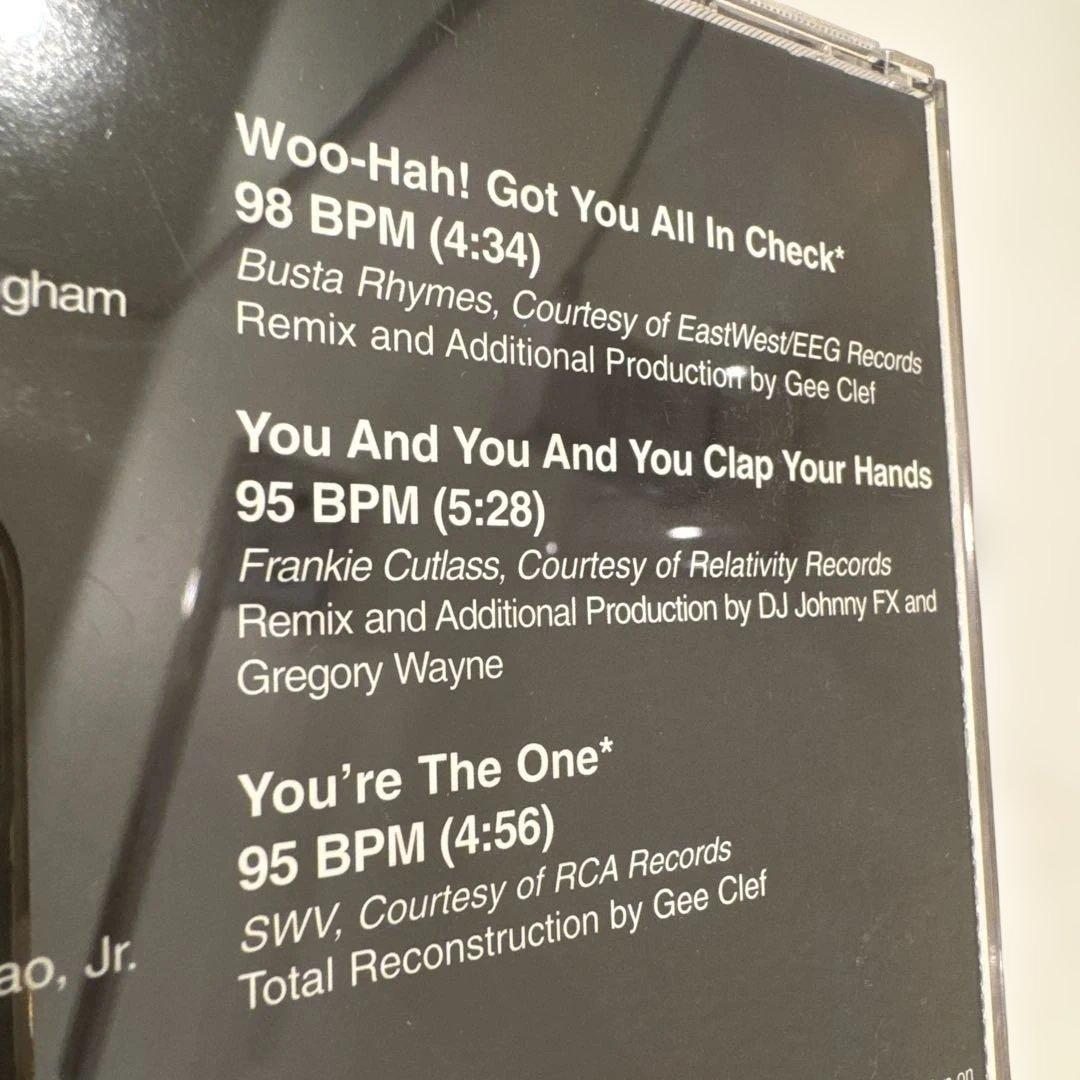 Woo-Hah! Got You All In Check*
98 BPM (4:34)
Busta Rhymes, Courtesy of EastWest/EEG Records
Remix and Additional Production by Gee Clef
You And You And You Clap Your Hands
95 BPM (5:28)
Frankie Cutlass, Courtesy of Relativity Records
Remix and Additional Production by DJ Johnny FX and
Gregory Wayne
You're The One*
95 BPM (4:56)
SWV, Courtesy of RCA Records
Total Reconstruction by Gee Clef
gham
ao, Jr.
on